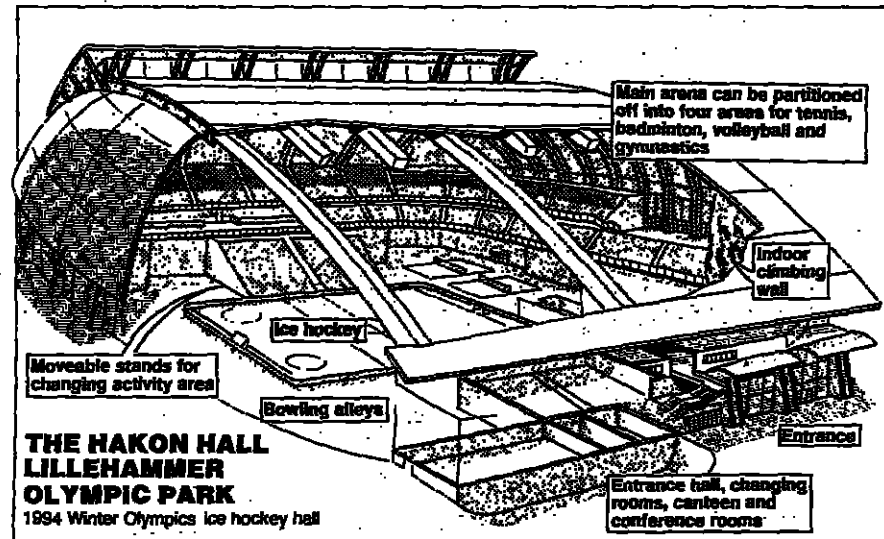 Main arena can be partitioned
off into four areas for tennis,
badminton, volleyball and
gymnastics
Indoor
climbing
wall
Ice hockey
Moveable stands for
changing activity area
Bowling alleys
Entrance
THE HAKON HALL
LILLEHAMMER
OLYMPIC PARK
1994 Winter Olympics ice hockey hall
Entrance hall, changing
rooms, canteen and
conference rooms